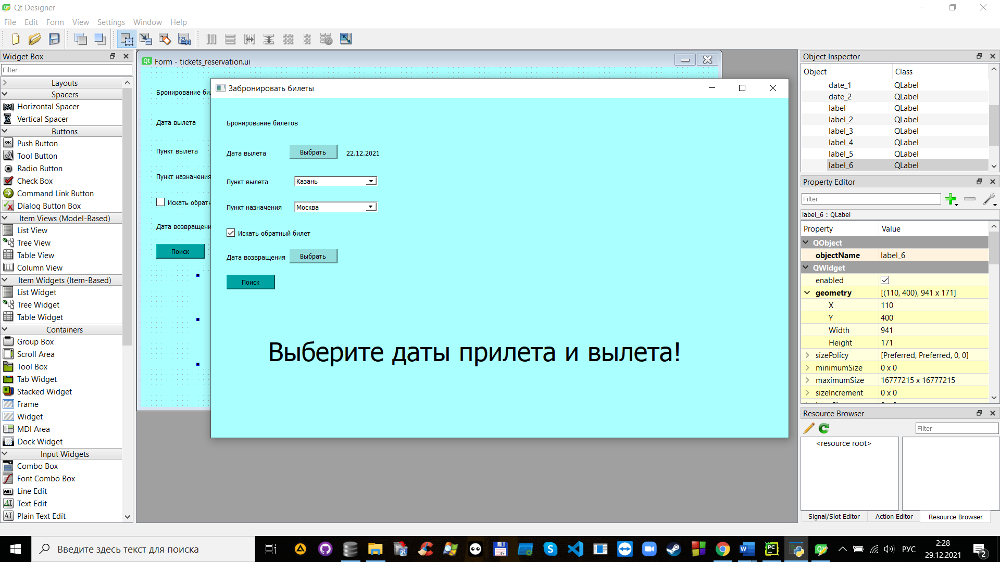 Qt Designer
File Edit Form View Settings Window Help
Widget Box
Filter
Layouts
Spacers
Horizontal Spacer
Vertical Spacer
Buttons
Push Button
Tool Button
Radio Button
Check Box
Command Link Button
Dialog Button Box
Item Views (Model-Based)
List View
Tree View
Table View
Column View
Item Widgets (Item-Based)
List Widget
Tree Widget
Table Widget
Containers
Group Box
Scroll Area
Tool Box
Tab Widget
Stacked Widget
Frame
Widget
MDI Area
Dock Widget
Input Widgets
Combo Box
Font Combo Box
Line Edit
Text Edit
Plain Text Edit
Form - tickets_reservation.ui
Бронирование би
Дата вылета
Пункт вылета
Пункт назначения
Искать обратн
Дата возвращени
Поиск
Забронировать билеты
Бронирование билетов
Дата вылета Выбрать 22.12.2021
Пункт вылета Казань
Пункт назначения Москва
Искать обратный билет
Дата возвращения Выбрать
Поиск
Выберите даты прилета и вылета!
Object Inspector
Object Class
date_1 QLabel
date_2 QLabel
label QLabel
label_2 QLabel
label_3 QLabel
label_4 QLabel
label_5 QLabel
label_6 QLabel
Property Editor
Filter
label_6 : QLabel
Property Value
QObject
objectName label_6
QWidget
enabled
geometry [(110, 400), 941 x 171]
X 110
Y 400
Width 941
Height 171
sizePolicy [Preferred, Preferred, 0, 0]
minimumSize 0 x 0
maximumSize 16777215 x 16777215
sizeIncrement 0 x 0
Resource Browser
Filter
<resource root>
Signal/Slot Editor Action Editor Resource Browser
Введите здесь текст для поиска
РУС
2:28
29.12.2021
2